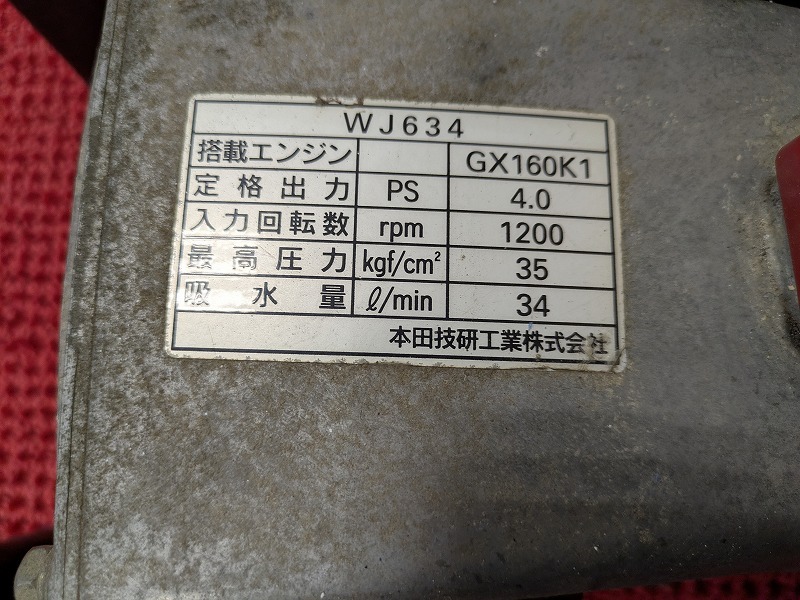 WJ634
搭載エンジン GX160K1
定格出力 PS 4.0
入力回転数 rpm 1200
最高圧力 kgf/cm² 35
吸水量 ℓ/min 34
本田技研工業株式会社